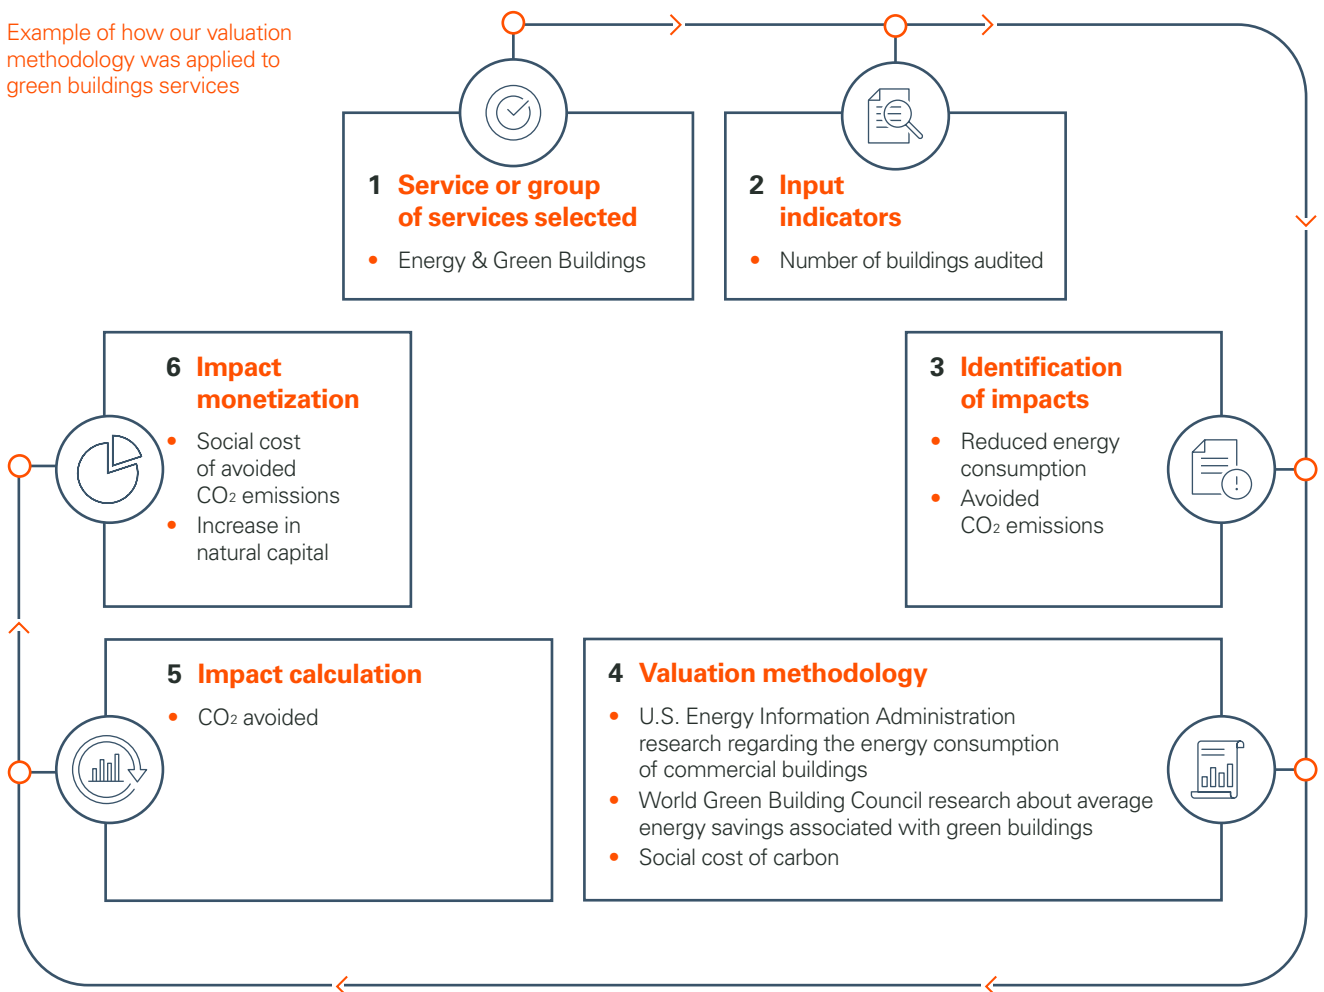 Example of how our valuation
methodology was applied to
green buildings services
1 Service or group
of services selected
• Energy & Green Buildings
2 Input
indicators
• Number of buildings audited
3 Identification
of impacts
• Reduced energy
consumption
• Avoided
CO2 emissions
4 Valuation methodology
• U.S. Energy Information Administration
research regarding the energy consumption
of commercial buildings
• World Green Building Council research about average
energy savings associated with green buildings
• Social cost of carbon
5 Impact calculation
• CO2 avoided
6 Impact
monetization
• Social cost
of avoided
CO2 emissions
• Increase in
natural capital